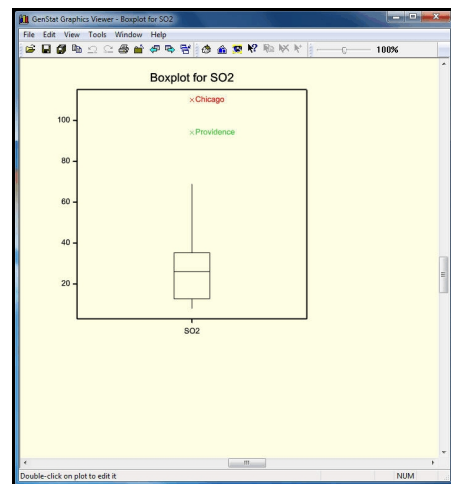 GenStat Graphics Viewer - Boxplot for SO2
File Edit View Tools Window Help
100%
Boxplot for SO2
×Chicago
100
×Providence
80
60
40
20
SO2
Double-click on plot to edit it
NUM